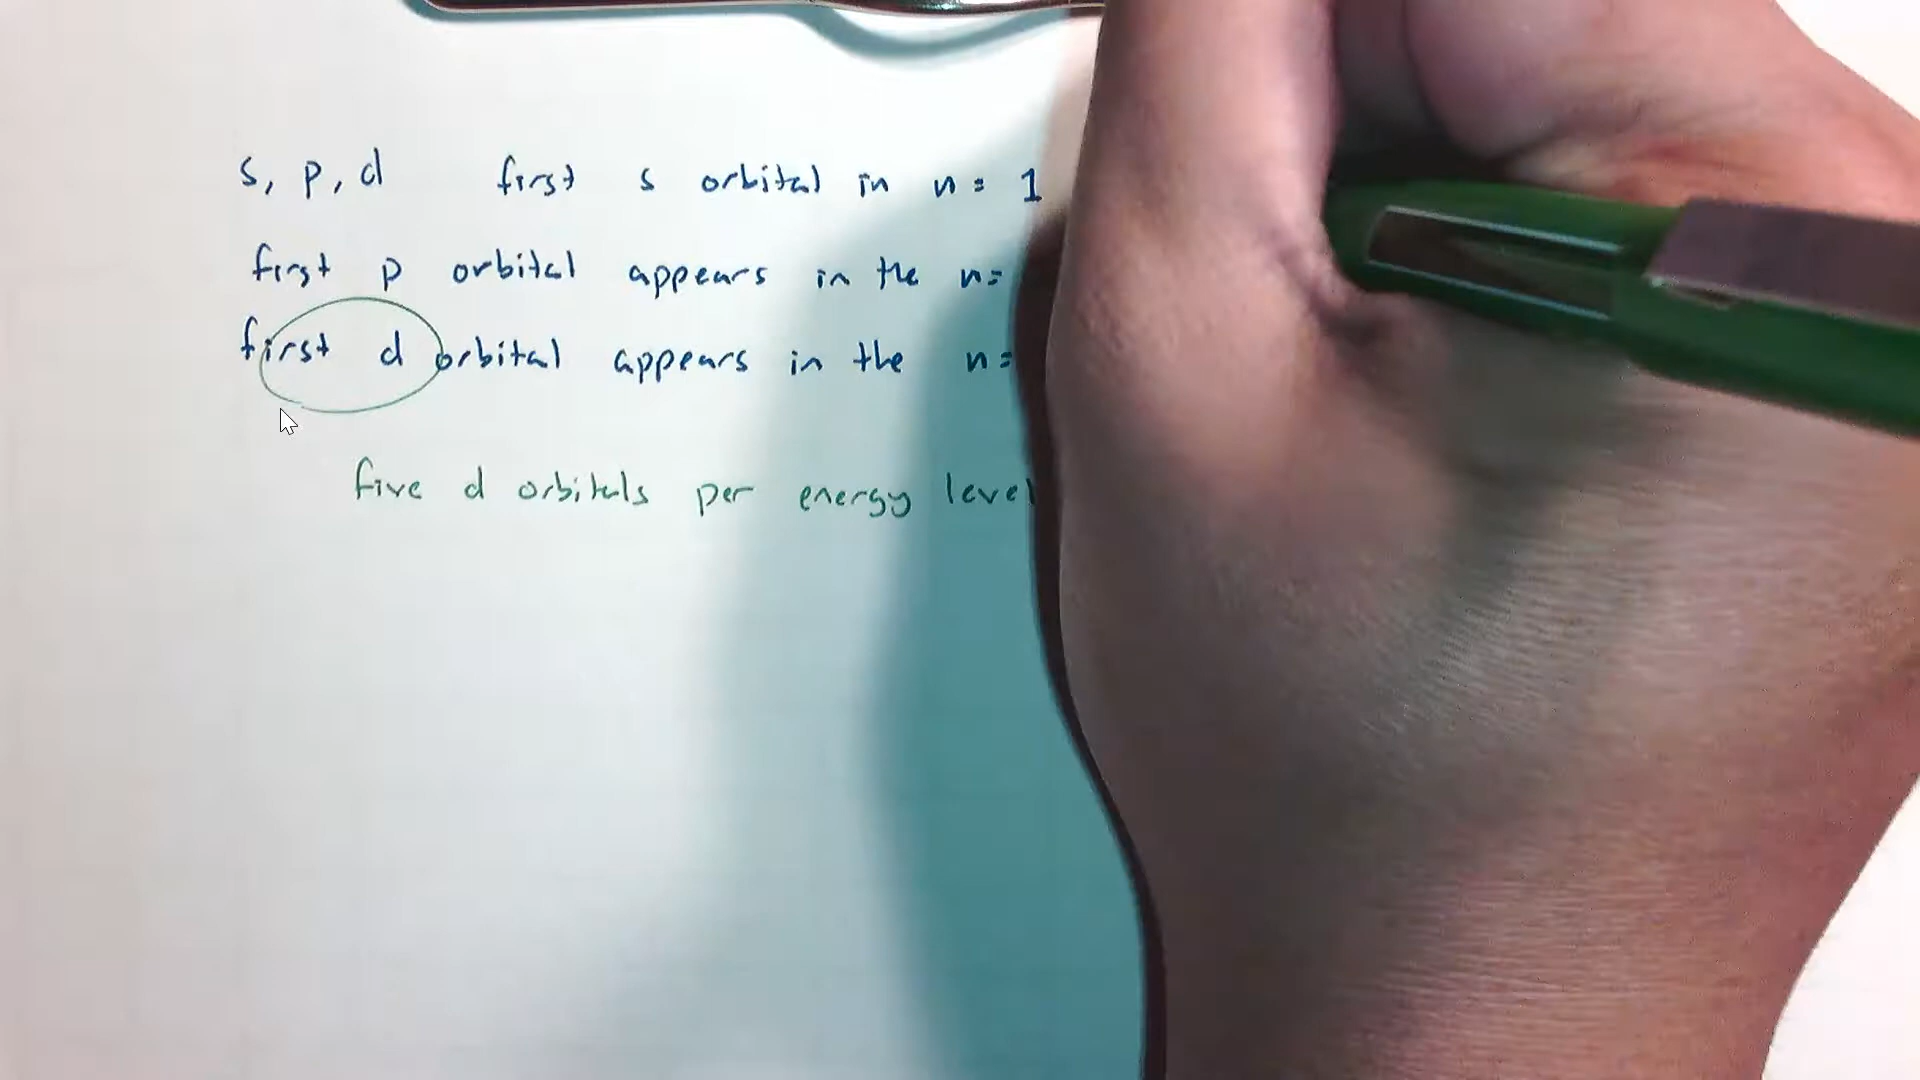 s, p, d first s orbital in n = 1
first p orbital appears in the n=
first d orbital appears in the n=
five d orbitals per energy level